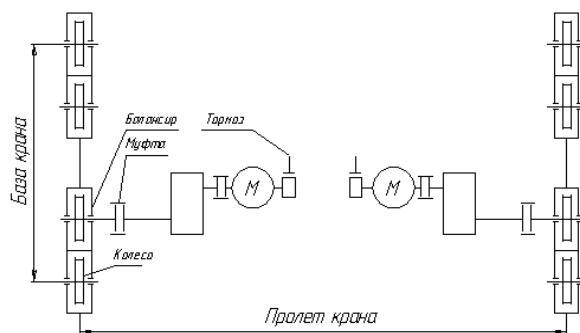 Балансир
Тормоз
Муфта
М
М
База крана
Колесо
Пролет крана